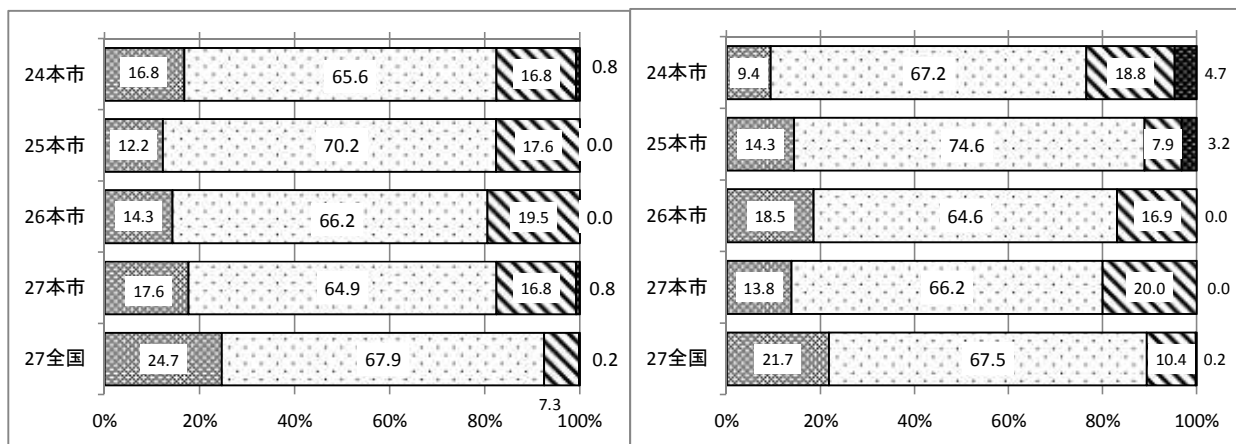 24本市 16.8 65.6 16.8 0.8
25本市 12.2 70.2 17.6 0.0
26本市 14.3 66.2 19.5 0.0
27本市 17.6 64.9 16.8 0.8
27全国 24.7 67.9 7.3 0.2
0% 20% 40% 60% 80% 100%
24本市 9.4 67.2 18.8 4.7
25本市 14.3 74.6 7.9 3.2
26本市 18.5 64.6 16.9 0.0
27本市 13.8 66.2 20.0 0.0
27全国 21.7 67.5 10.4 0.2
0% 20% 40% 60% 80% 100%